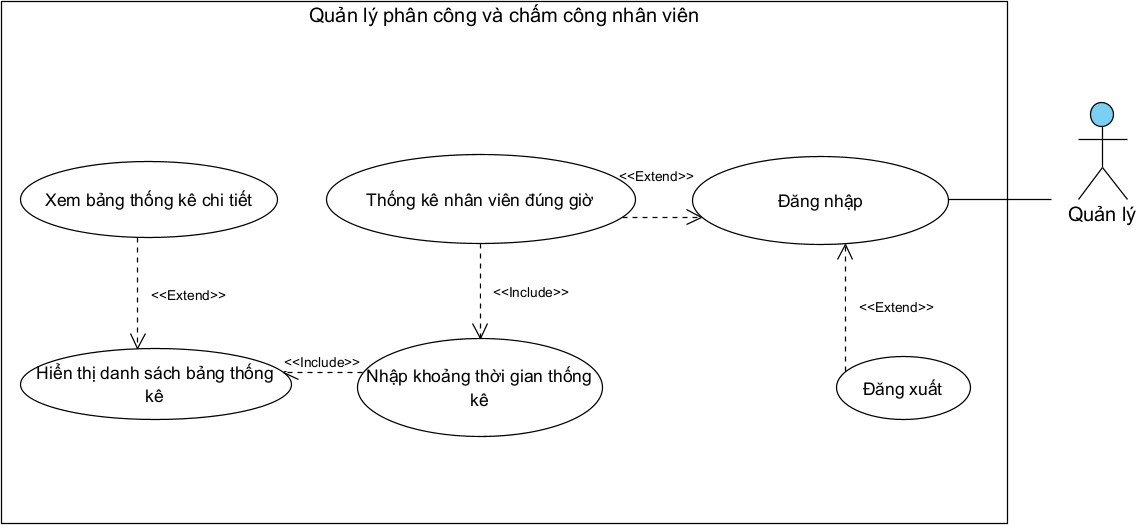 Quản lý phân công và chấm công nhân viên
<<Extend>>
Xem bảng thống kê chi tiết
Thống kê nhân viên đúng giờ
Đăng nhập
Quản lý
<<Extend>>
<<Include>>
<<Extend>>
<<Include>>
Hiển thị danh sách bảng thống
kê
Nhập khoảng thời gian thống
kê
Đăng xuất